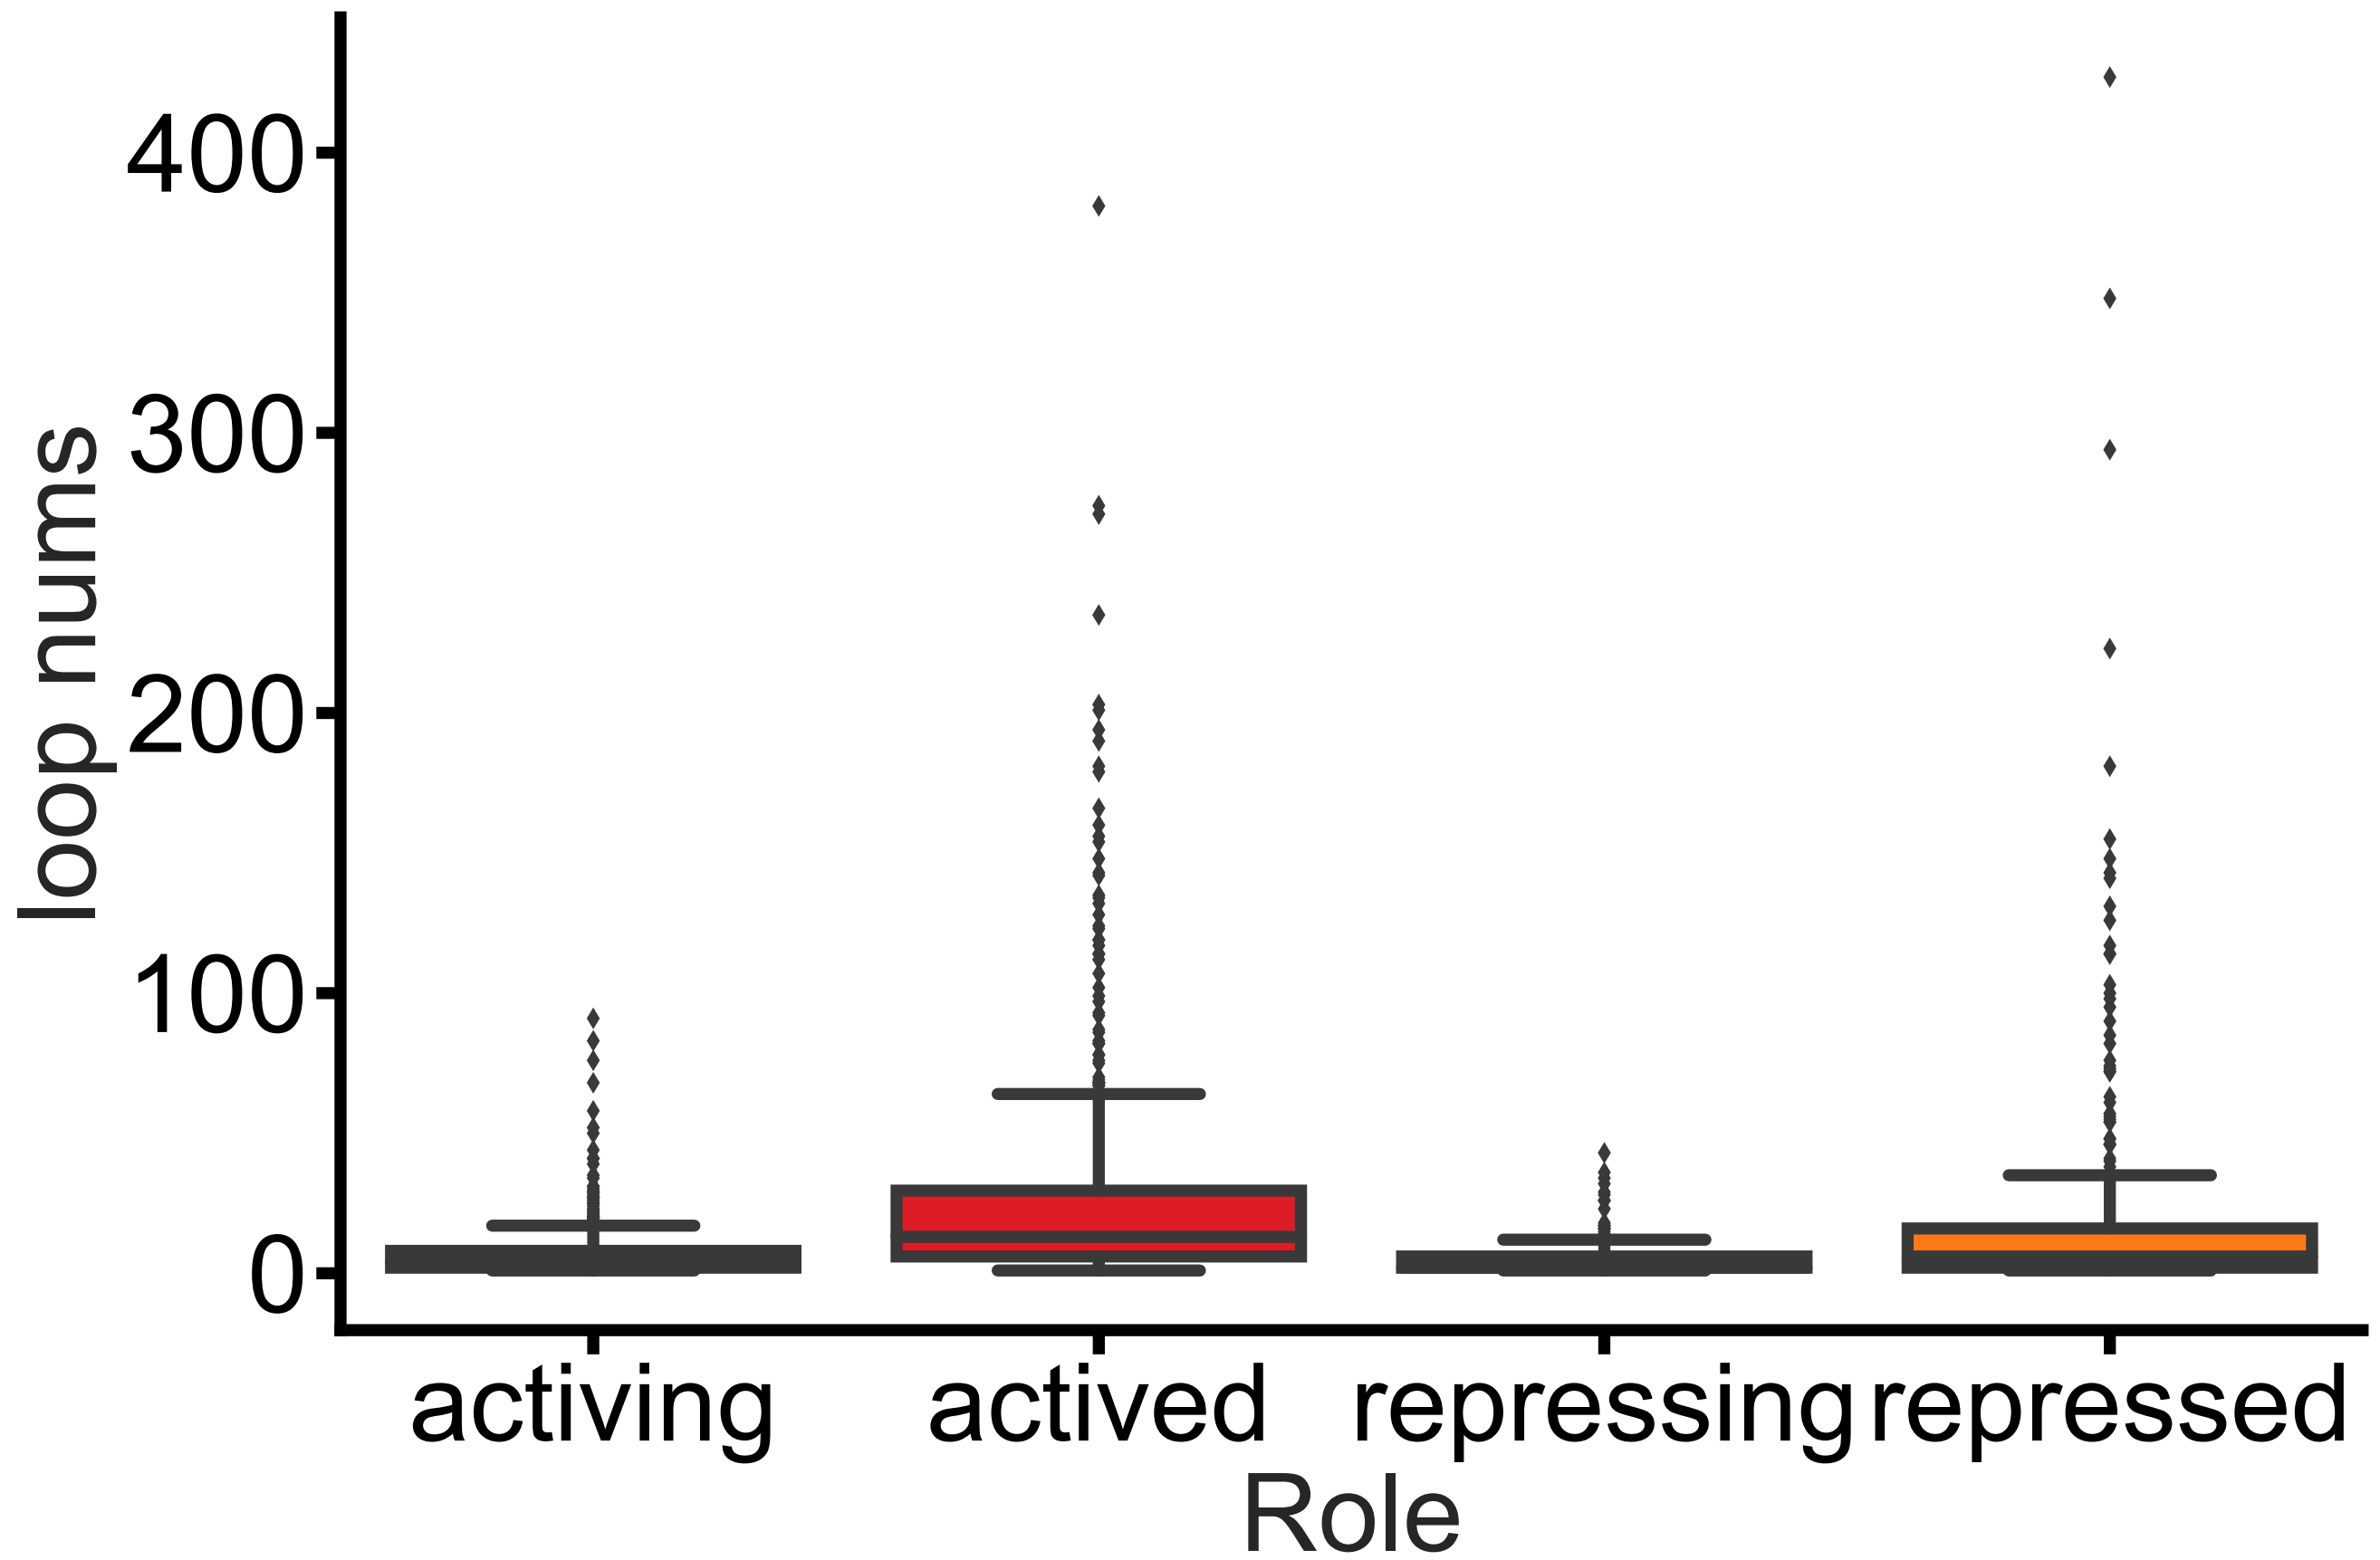 400
300
200
100
0
loop nums
activing actived repressing repressed
Role